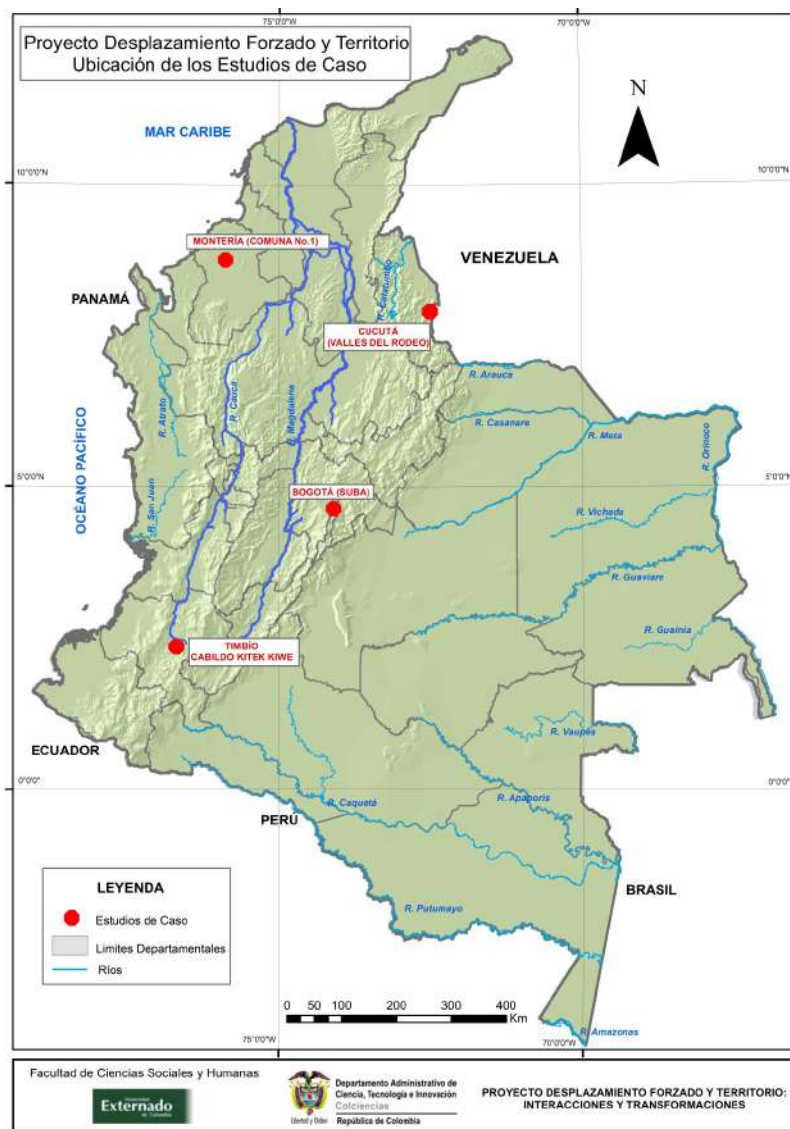 Proyecto Desplazamiento Forzado y Territorio
Ubicación de los Estudios de Caso
75°0'0"W
70°0'0"W
N
MAR CARIBE
10°0'0"N
10°0'0"N
MONTERÍA (COMUNA No.1)
VENEZUELA
PANAMÁ
R. Catatumbo
CUCUTÁ
(VALLES DEL RODEO)
R. Arauca
R. Cauca
R. Magdalena
R. Atrato
R. Casanare
R. Meta
R. Orinoco
OCÉANO PACÍFICO
5°0'0"N
5°0'0"N
BOGOTÁ (SUBA)
R. San Juan
R. Vichada
R. Guaviare
R. Guainía
TIMBÍO
CABILDO KITEK KIWE
R. Vaupés
ECUADOR
0°0'0"
0°0'0"
R. Caquetá
R. Apaporis
PERÚ
BRASIL
LEYENDA
Estudios de Caso
Limites Departamentales
Ríos
R. Putumayo
0 50 100 200 300 400
Km
R. Amazonas
75°0'0"W
70°0'0"W
Facultad de Ciencias Sociales y Humanas
Universidad
Externado
de Colombia
Libertad y Orden
Departamento Administrativo de
Ciencia, Tecnología e Innovación
Colciencias
República de Colombia
PROYECTO DESPLAZAMIENTO FORZADO Y TERRITORIO:
INTERACCIONES Y TRANSFORMACIONES